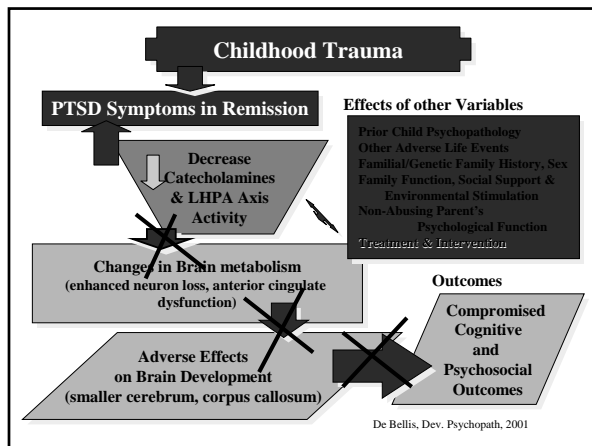 Childhood Trauma
PTSD Symptoms in Remission
Effects of other Variables
Prior Child Psychopathology
Other Adverse Life Events
Familial/Genetic Family History, Sex
Family Function, Social Support &
Environmental Stimulation
Non-Abusing Parent's
Psychological Function
Treatment & Intervention
Decrease
Catecholamines
& LHPA Axis
Activity
Changes in Brain metabolism
(enhanced neuron loss, anterior cingulate
dysfunction)
Outcomes
Compromised
Cognitive
and
Psychosocial
Outcomes
Adverse Effects
on Brain Development
(smaller cerebrum, corpus callosum)
De Bellis, Dev. Psychopath, 2001